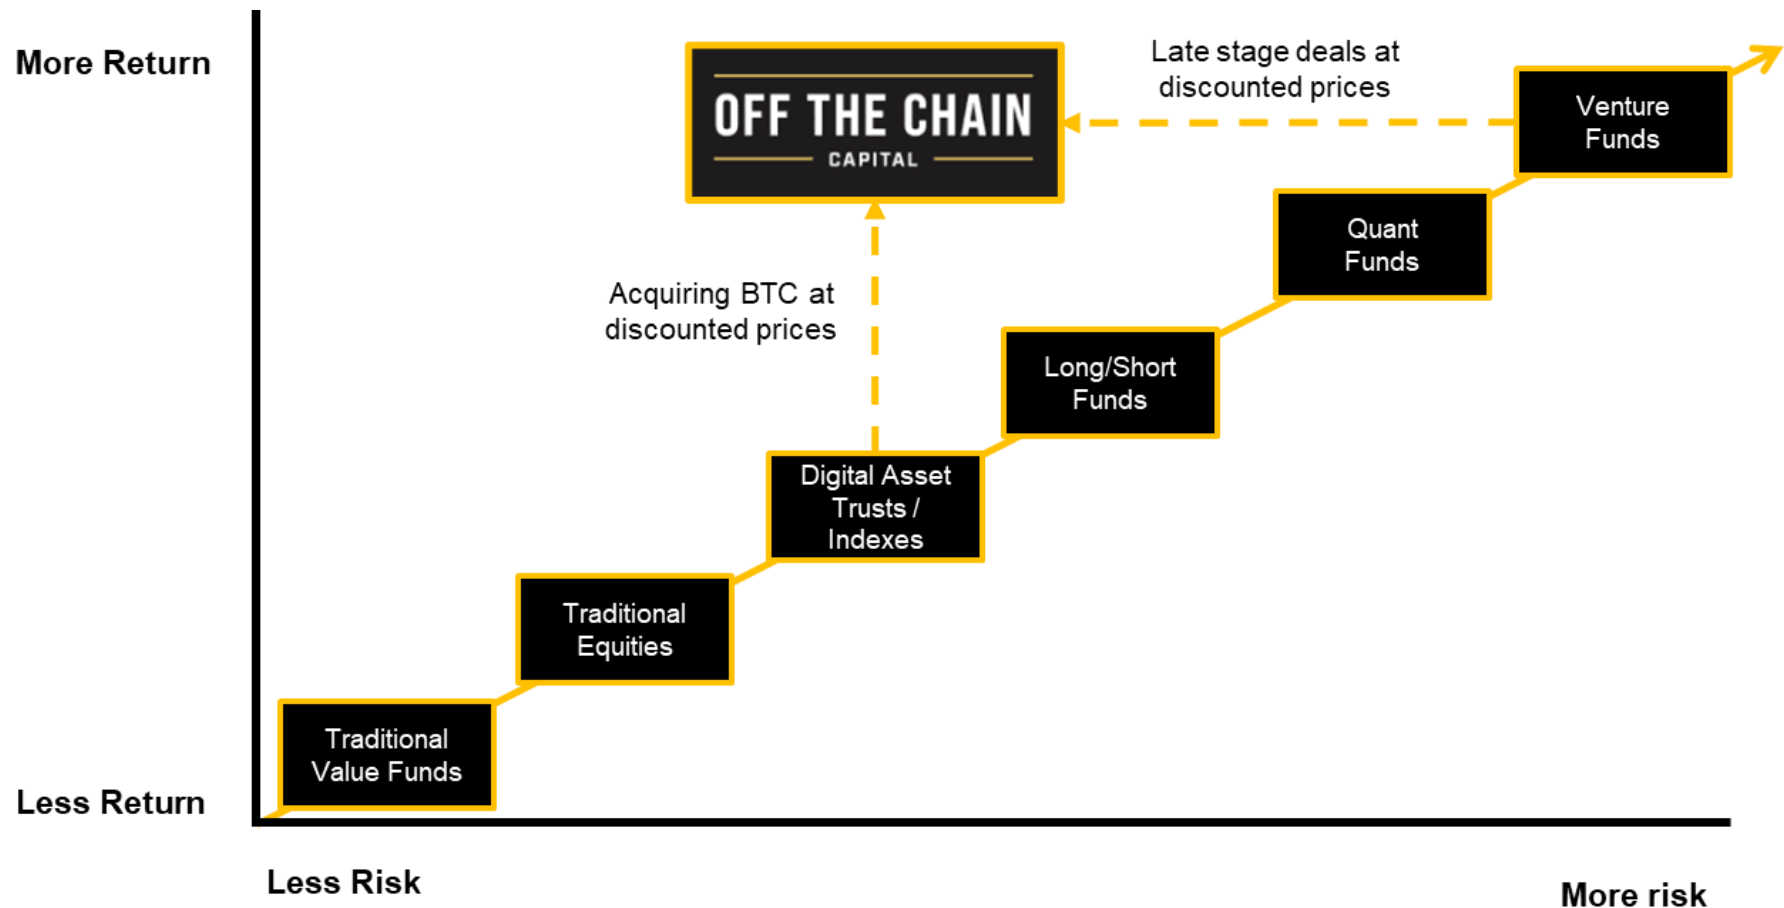 More Return
OFF THE CHAIN
CAPITAL
Late stage deals at
discounted prices
Venture
Funds
Quant
Funds
Acquiring BTC at
discounted prices
Long/Short
Funds
Digital Asset
Trusts /
Indexes
Traditional
Equities
Traditional
Value Funds
Less Return
Less Risk
More risk